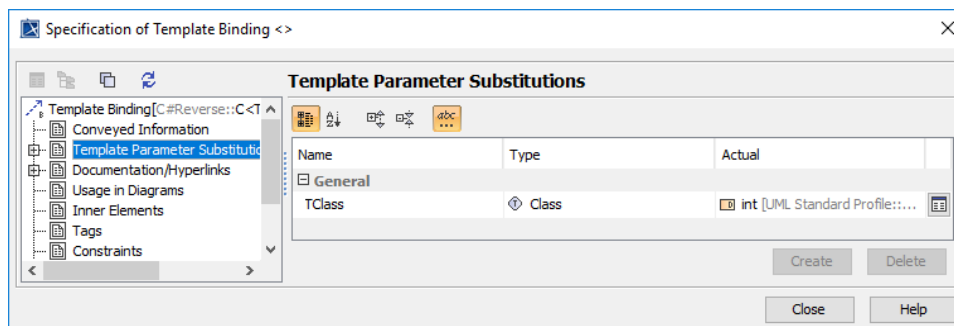 Specification of Template Binding <>
Template Parameter Substitutions
Template Binding[C#Reverse::C<T
Conveyed Information
Template Parameter Substitutio
Documentation/Hyperlinks
Usage in Diagrams
Inner Elements
Tags
Constraints
abc
Name Type Actual
General
TClass Class int [UML Standard Profile::...
Create Delete
Close Help